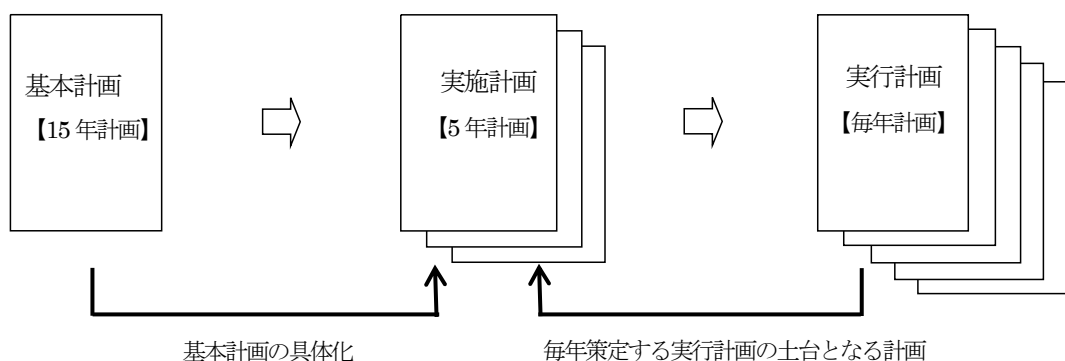 基本計画
【15年計画】
実施計画
【5年計画】
実行計画
【毎年計画】
基本計画の具体化
毎年策定する実行計画の土台となる計画